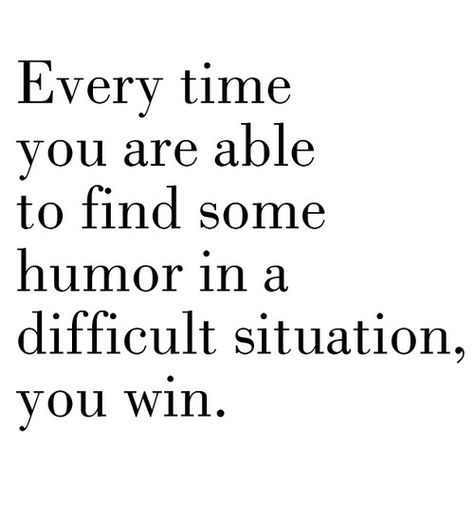 Every time
you are able
to find some
humor in a
difficult situation,
you win.